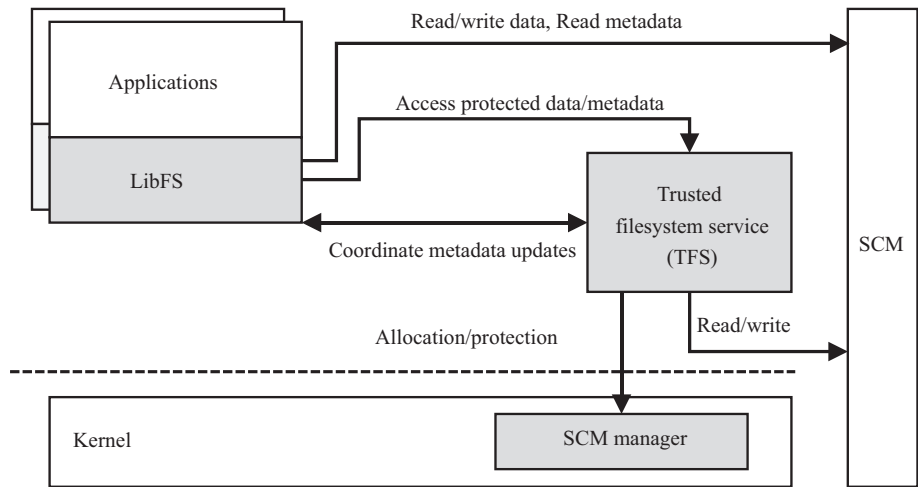 Read/write data, Read metadata
Applications
Access protected data/metadata
LibFS
Trusted
filesystem service
(TFS)
SCM
Coordinate metadata updates
Allocation/protection
Read/write
Kernel
SCM manager